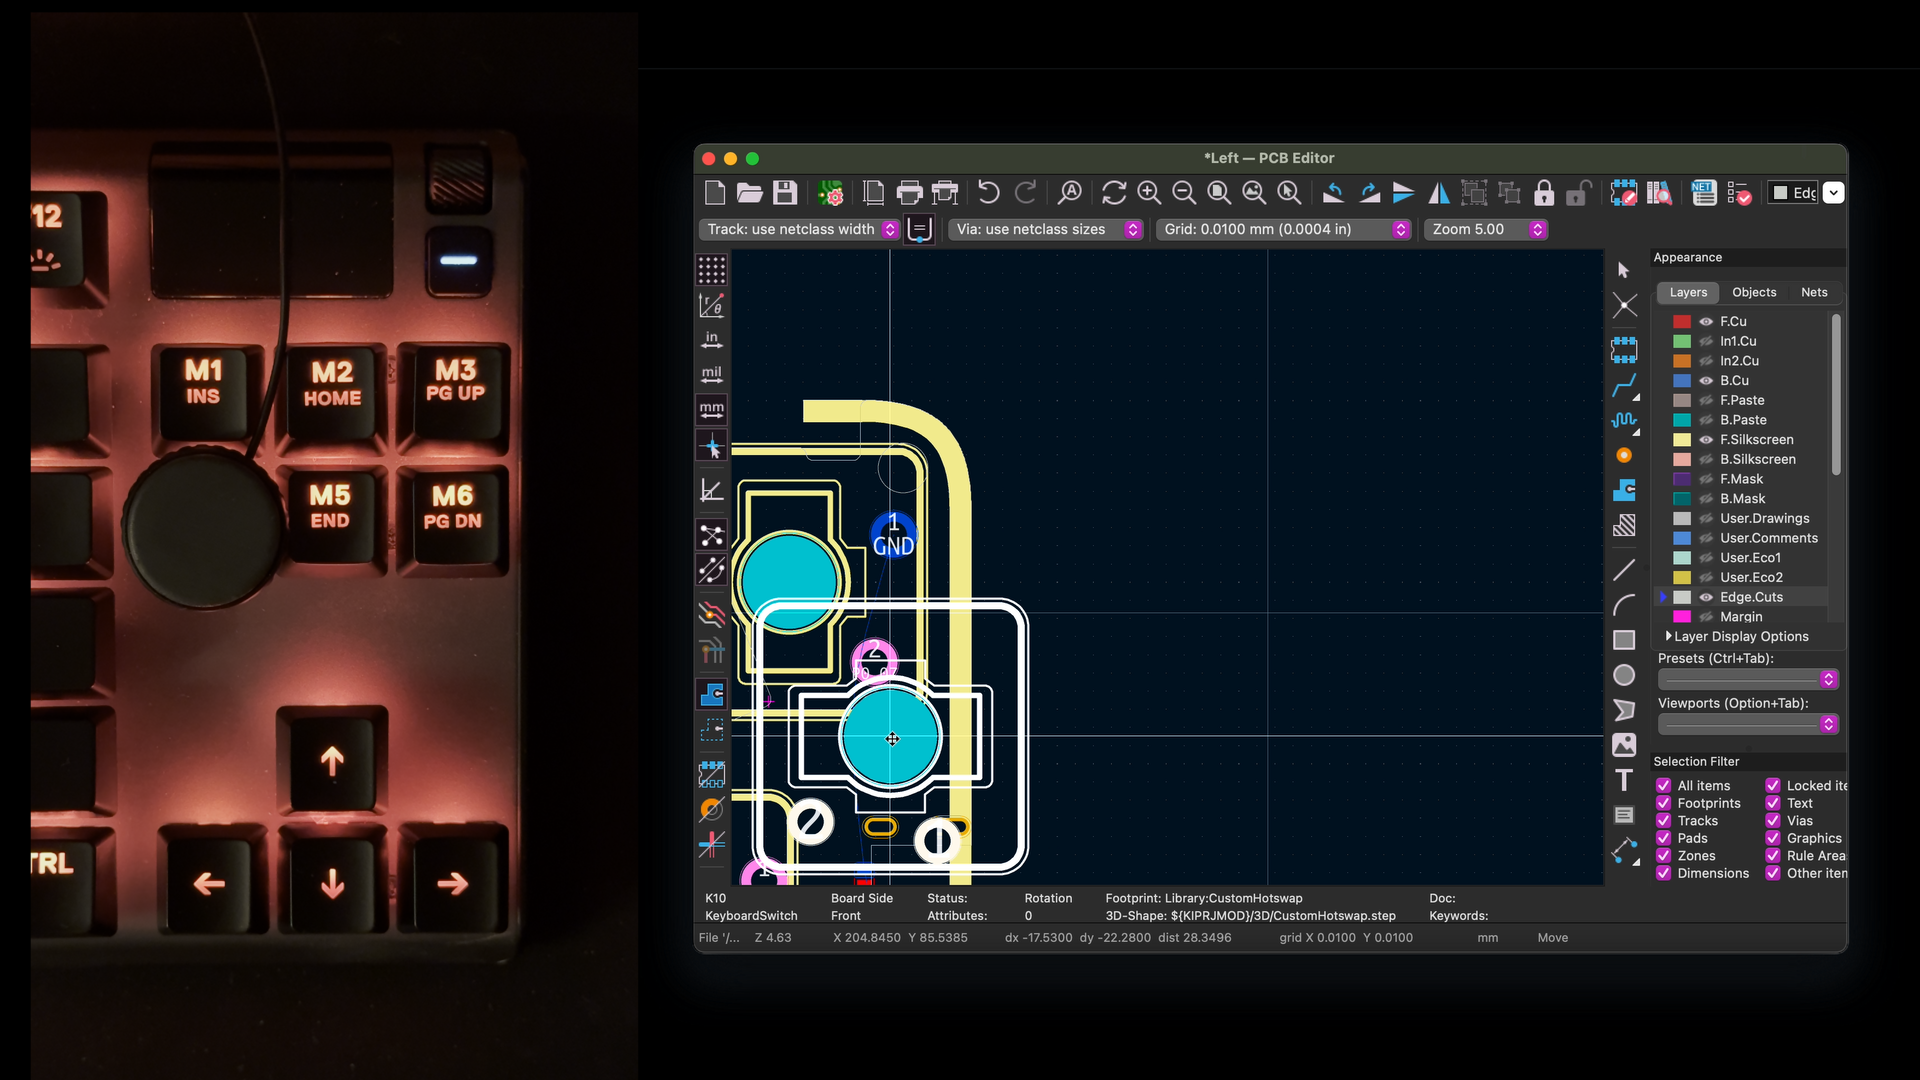 12
M1
INS
M2
HOME
M3
PG UP
M5
END
M6
PG DN
TRL
*Left — PCB Editor
NET
Edg
Track: use netclass width
Via: use netclass sizes
Grid: 0.0100 mm (0.0004 in)
Zoom 5.00
in
mil
mm
1
GND
2
1
Appearance
Layers
Objects
Nets
F.Cu
In1.Cu
In2.Cu
B.Cu
F.Paste
B.Paste
F.Silkscreen
B.Silkscreen
F.Mask
B.Mask
User.Drawings
User.Comments
User.Eco1
User.Eco2
Edge.Cuts
Margin
Layer Display Options
Presets (Ctrl+Tab):
Viewports (Option+Tab):
Selection Filter
All items
Locked ite
Footprints
Text
Tracks
Vias
Pads
Graphics
Zones
Rule Area
Dimensions
Other iten
K10
KeyboardSwitch
Board Side
Front
Status:
Attributes:
Rotation
0
Footprint: Library:CustomHotswap
3D-Shape: ${KIPRJMOD}/3D/CustomHotswap.step
Doc:
Keywords:
File '/...
Z 4.63
X 204.8450 Y 85.5385
dx -17.5300 dy -22.2800 dist 28.3496
grid X 0.0100 Y 0.0100
mm
Move